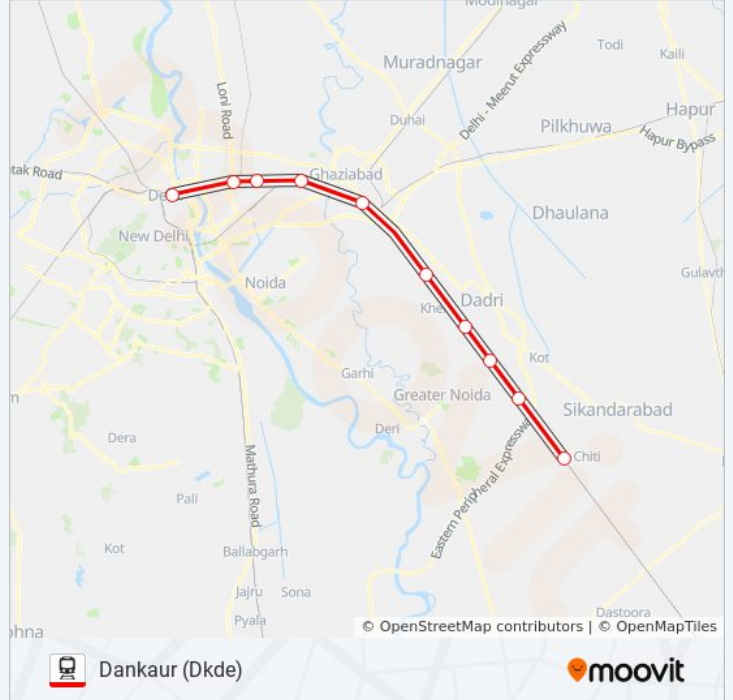 Modinagar
Todi
Muradnagar
Kaili
Delhi - Meerut Expressway
Loni Road
Hapur
Duhai
Pilkhuwa
Hapur Bypass
tak Road
Ghaziabad
De
Dhaulana
New Delhi
Gulavth
Noida
Dadri
Khe
Kot
Garhi
m
Greater Noida
Sikandarabad
Deri
Dera
Chiti
Mathura Road
Eastern Peripheral Expressway
Pali
Kot
Ballabgarh
Jajru
Sona
Pyala
Dastoora
ohna
© OpenStreetMap contributors | © OpenMapTiles
Dankaur (Dkde)
moovit